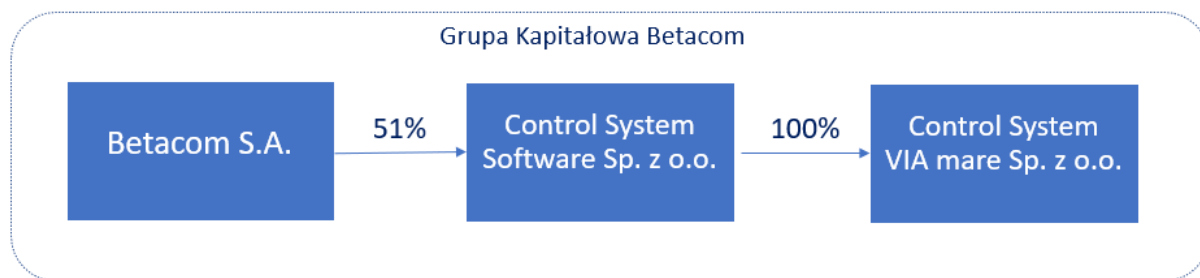 Grupa Kapitałowa Betacom
Betacom S.A.
51%
Control System
Software Sp. z o.o.
100%
Control System
VIA mare Sp. z o.o.